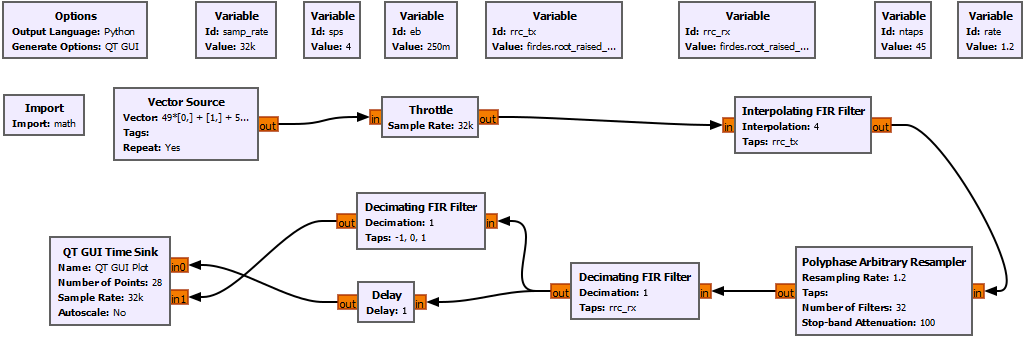 Options
Output Language: Python
Generate Options: QT GUI
Variable
Id: samp_rate
Value: 32k
Variable
Id: sps
Value: 4
Variable
Id: eb
Value: 250m
Variable
Id: rrc_tx
Value: firdes.root_raised_...
Variable
Id: rrc_rx
Value: firdes.root_raised_...
Variable
Id: ntaps
Value: 45
Variable
Id: rate
Value: 1.2
Import
Import: math
Vector Source
Vector: 49*[0,] + [1,] + 5...
Tags:
Repeat: Yes
out
in
Throttle
Sample Rate: 32k
out
in
Interpolating FIR Filter
Interpolation: 4
Taps: rrc_tx
out
out
Decimating FIR Filter
Decimation: 1
Taps: -1, 0, 1
in
QT GUI Time Sink
Name: QT GUI Plot
Number of Points: 28
Sample Rate: 32k
Autoscale: No
in0
in1
out
Delay
Delay: 1
in
out
Decimating FIR Filter
Decimation: 1
Taps: rrc_rx
in
out
Polyphase Arbitrary Resampler
Resampling Rate: 1.2
Taps:
Number of Filters: 32
Stop-band Attenuation: 100
in